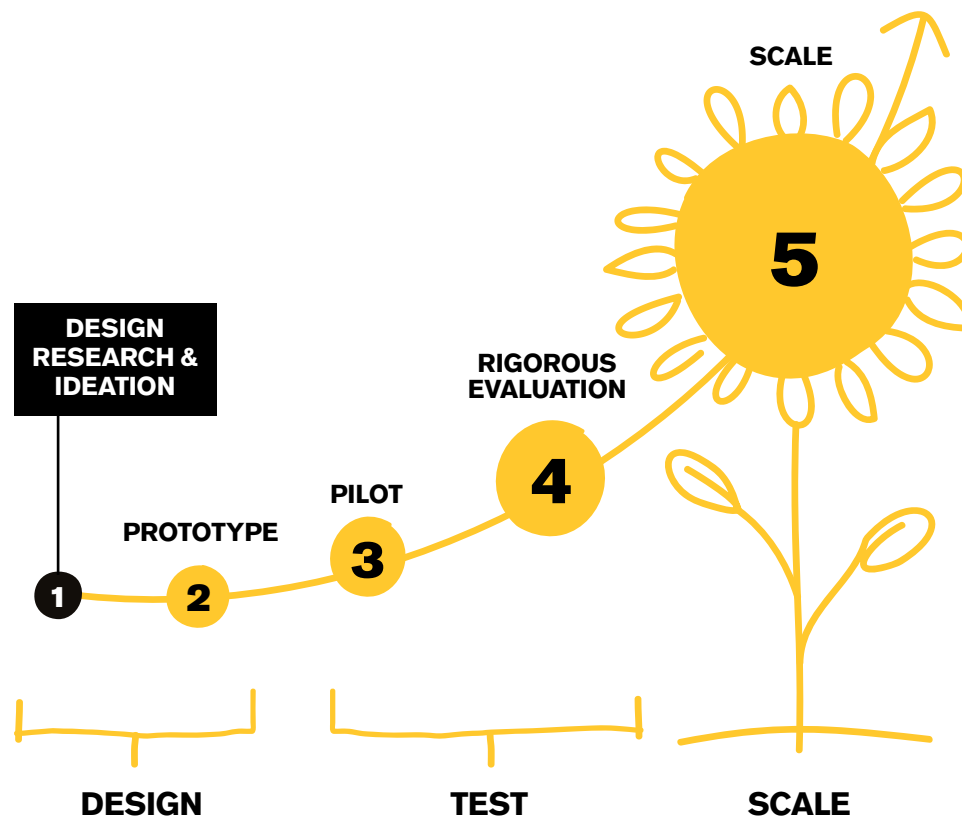 DESIGN
RESEARCH &
IDEATION
1
PROTOTYPE
2
PILOT
3
RIGOROUS
EVALUATION
4
SCALE
5
DESIGN
TEST
SCALE